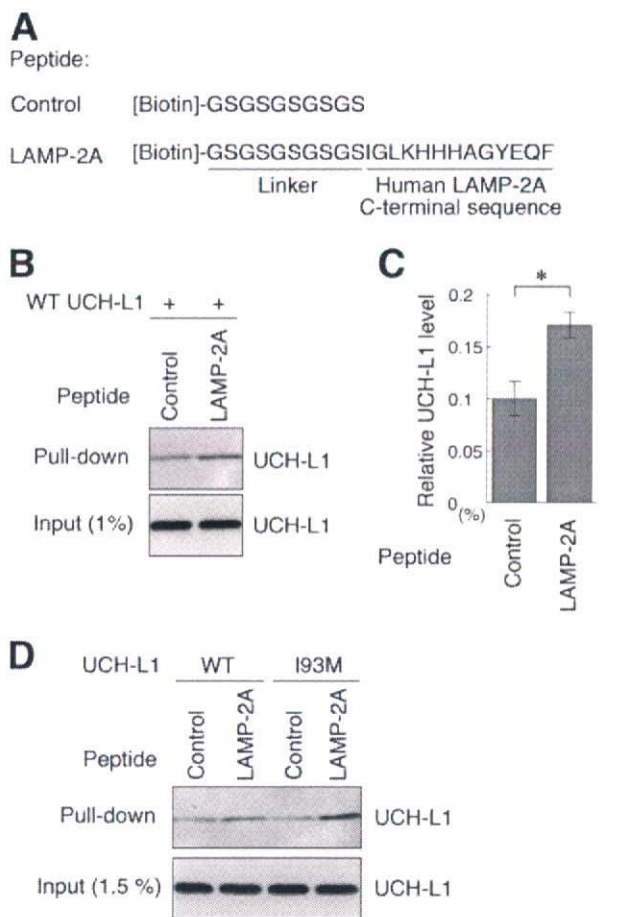 A
Peptide:
Control [Biotin]-GSGSGSGSGS
LAMP-2A [Biotin]-GSGSGSGSGSIGLKHHHAGYEQF
Linker Human LAMP-2A
C-terminal sequence
B
WT UCH-L1 + +
Peptide Control LAMP-2A
Pull-down UCH-L1
Input (1%) UCH-L1
C
*
Relative UCH-L1 level
0.2
0.15
0.1
0.05
0
(%)
Peptide Control LAMP-2A
D
UCH-L1 WT I93M
Peptide Control LAMP-2A Control LAMP-2A
Pull-down UCH-L1
Input (1.5 %) UCH-L1